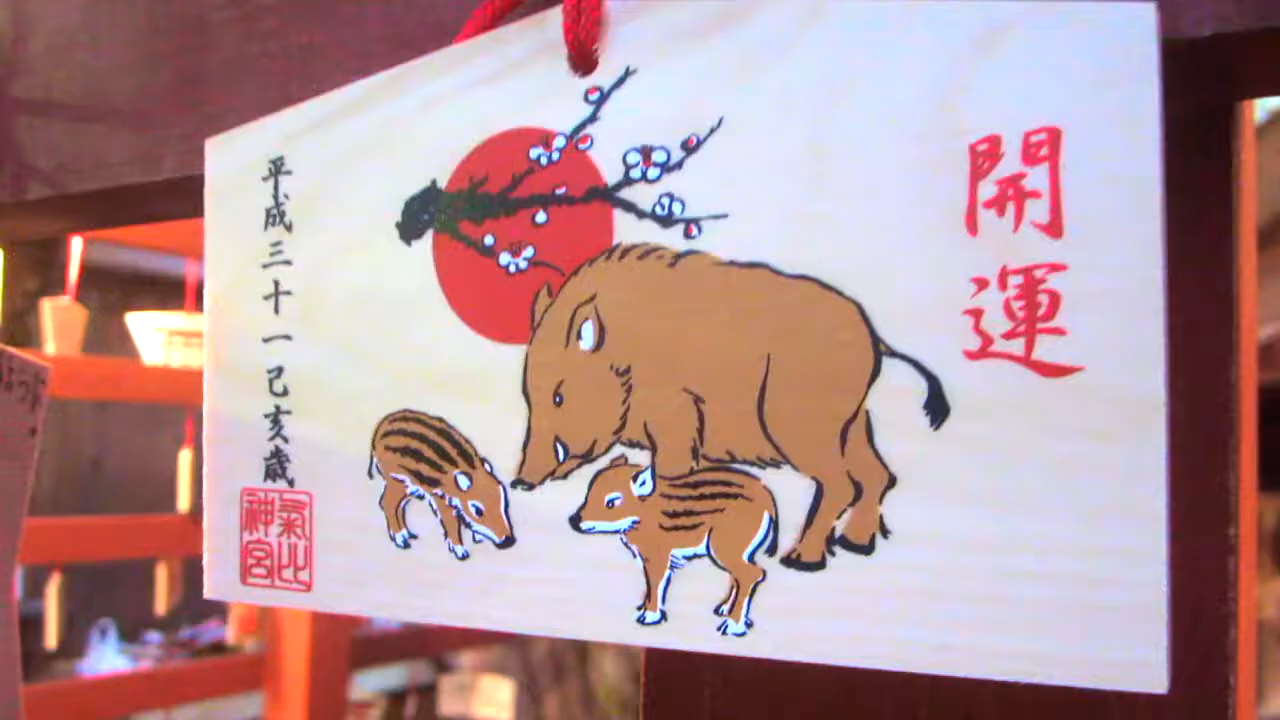 開運
平成三十一己亥歳
氣比
神宮